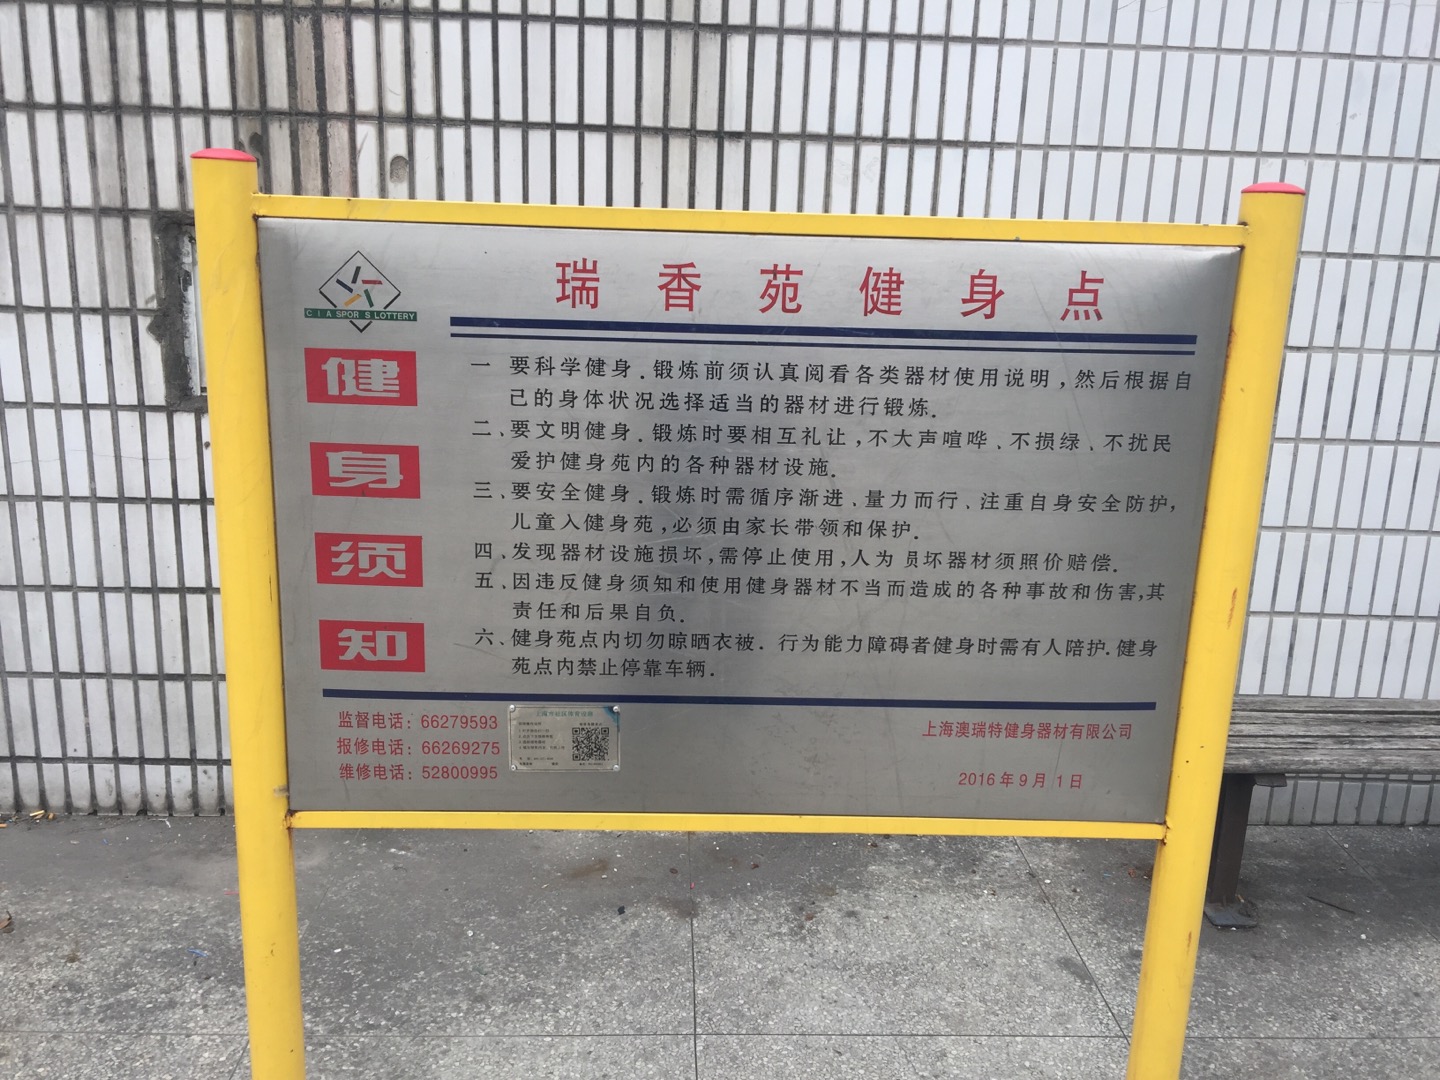 瑞香苑健身点
C I A SPOR S LOTTERY
健
身
须
知
一 要科学健身.锻炼前须认真阅看各类器材使用说明,然后根据自
己的身体状况选择适当的器材进行锻炼.
二、要文明健身.锻炼时要相互礼让,不大声喧哗、不损绿、不扰民
爱护健身苑内的各种器材设施.
三、要安全健身.锻炼时需循序渐进、量力而行、注重自身安全防护,
儿童入健身苑,必须由家长带领和保护.
四、发现器材设施损坏,需停止使用,人为 员坏器材须照价赔偿.
五、因违反健身须知和使用健身器材不当而造成的各种事故和伤害,其
责任和后果自负.
六、健身苑点内切勿晾晒衣被. 行为能力障碍者健身时需有人陪护.健身
苑点内禁止停靠车辆.
监督电话: 66279593
报修电话: 66269275
维修电话: 52800995
上海澳瑞特健身器材有限公司
2016年9月1日